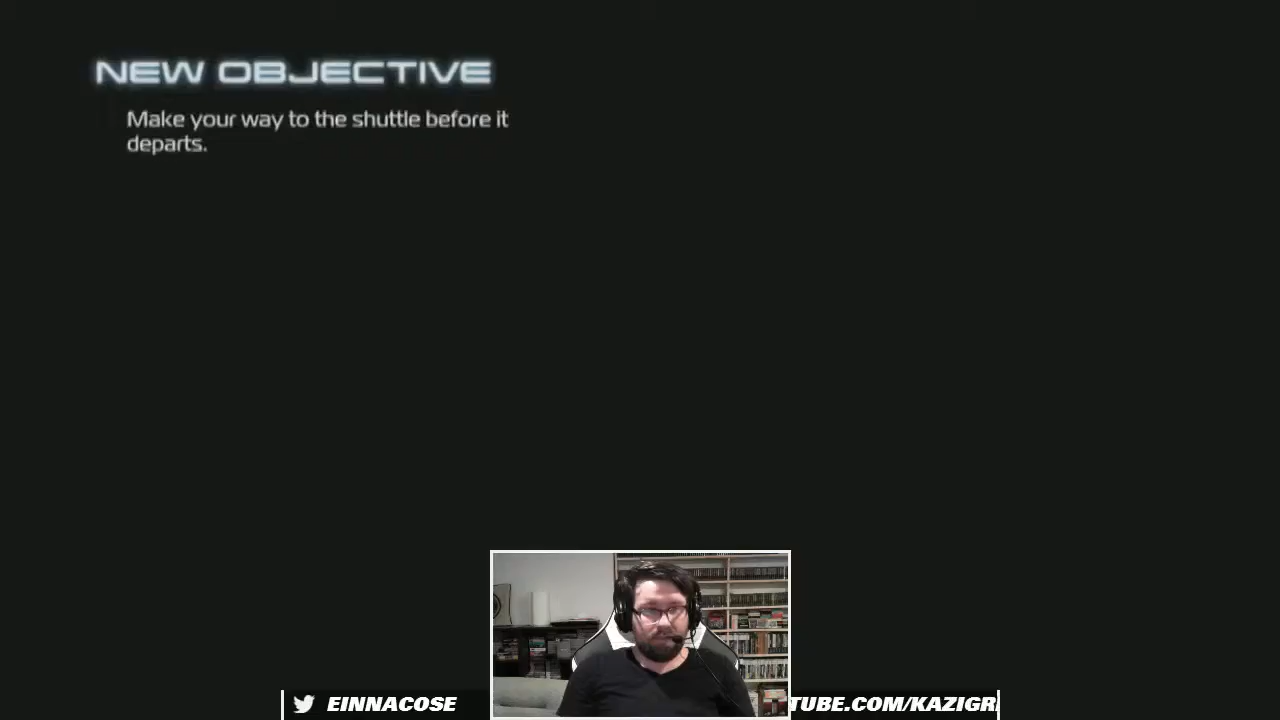 NEW OBJECTIVE
Make your way to the shuttle before it
departs.
EINNACOSE
TUBE.COM/KAZIGR